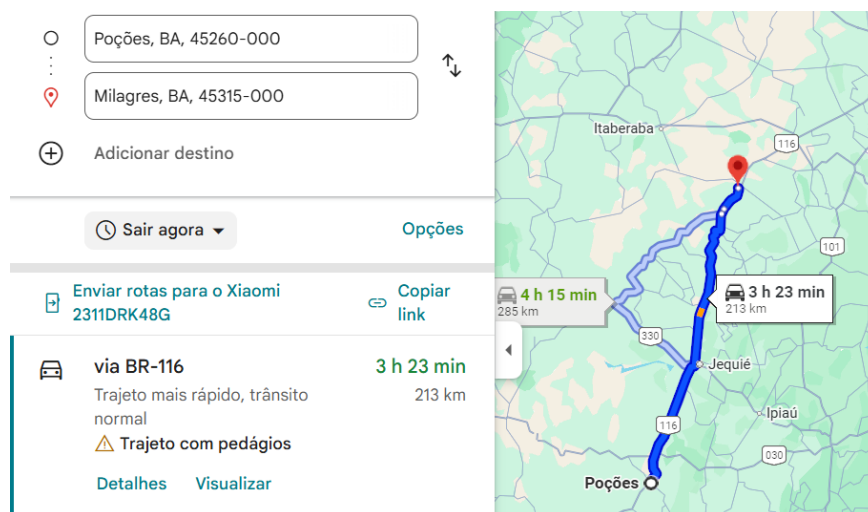 Poções, BA, 45260-000
Milagres, BA, 45315-000
Adicionar destino
Sair agora
Opções
Enviar rotas para o Xiaomi
2311DRK48G
Copiar
link
via BR-116
3 h 23 min
Trajeto mais rápido, trânsito
normal
213 km
Trajeto com pedágios
Detalhes
Visualizar
Itaberaba
116
101
4 h 15 min
285 km
3 h 23 min
213 km
330
Jequié
Ipiaú
116
030
Poções